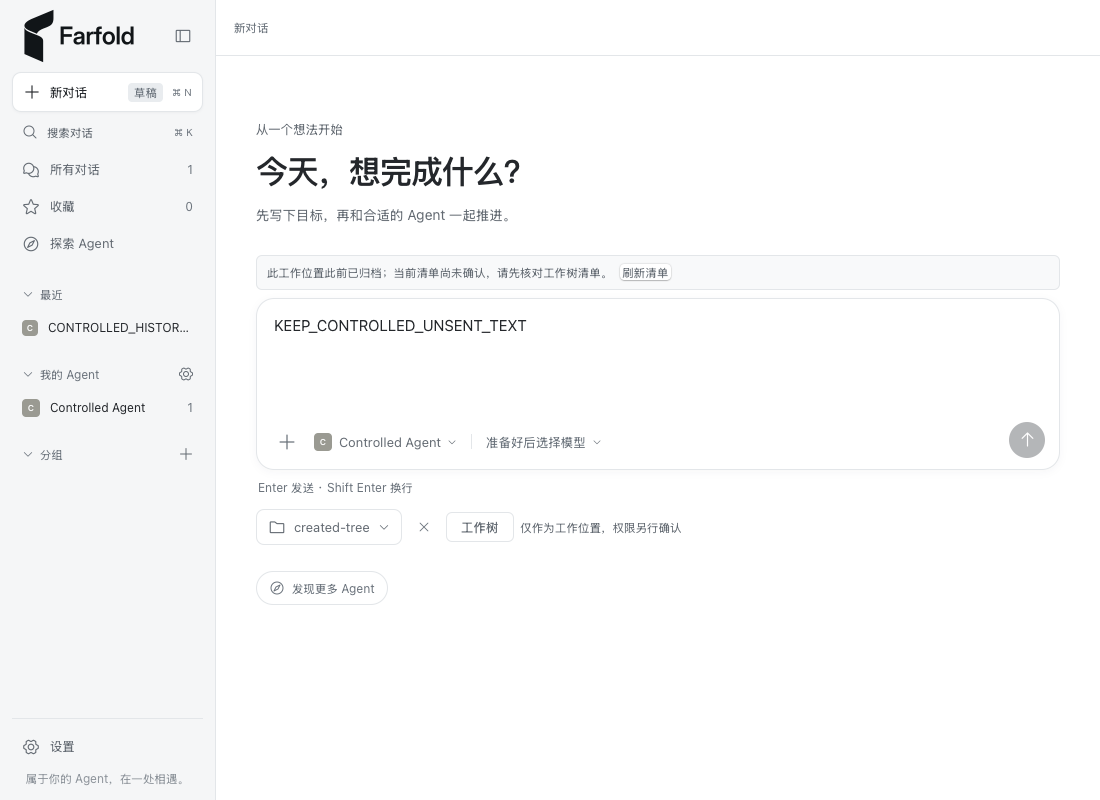 Farfold
新对话 草稿 ⌘ N
搜索对话 ⌘ K
所有对话 1
收藏 0
探索 Agent
最近
C CONTROLLED_HISTOR...
我的 Agent
C Controlled Agent 1
分组
设置
属于你的 Agent，在一处相遇。
新对话
从一个想法开始
今天，想完成什么?
先写下目标，再和合适的 Agent 一起推进。
此工作位置此前已归档；当前清单尚未确认，请先核对工作树清单。 刷新清单
KEEP_CONTROLLED_UNSENT_TEXT
C Controlled Agent 准备好后选择模型
Enter 发送 · Shift Enter 换行
created-tree 工作树 仅作为工作位置，权限另行确认
发现更多 Agent